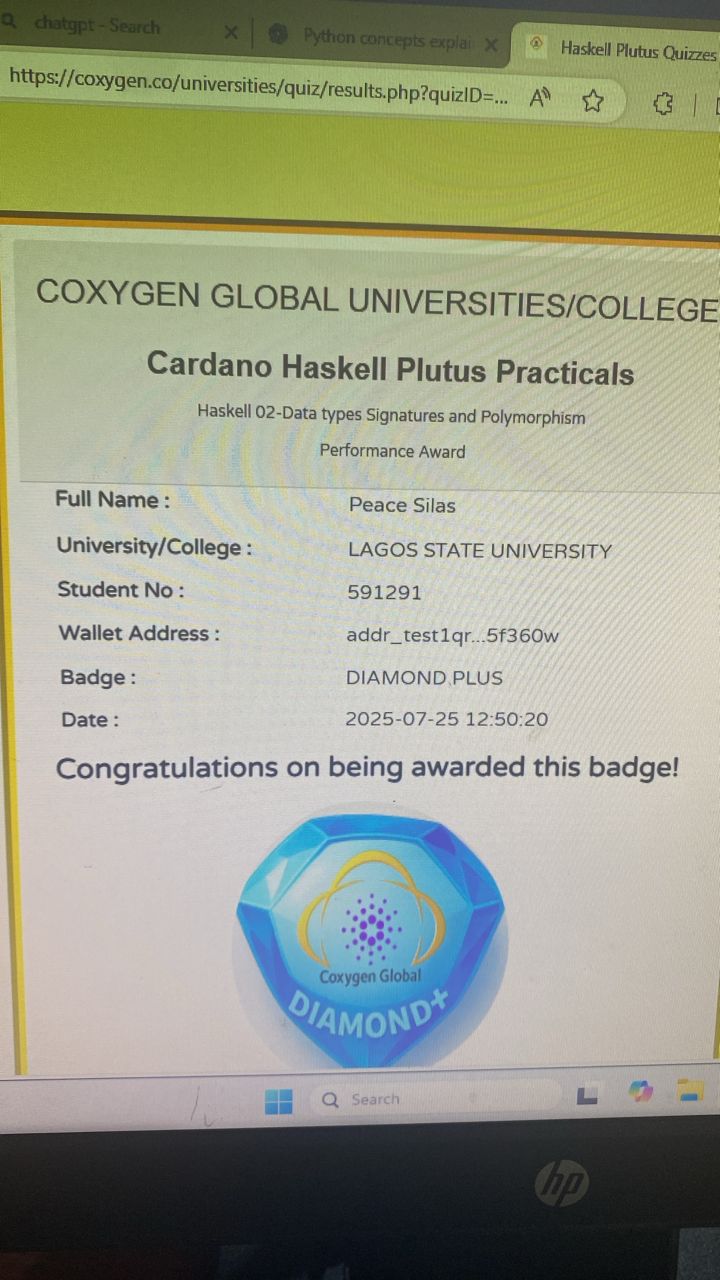 chatgpt - Search
Python concepts explai
Haskell Plutus Quizzes
https://coxygen.co/universities/quiz/results.php?quizID=...
COXYGEN GLOBAL UNIVERSITIES/COLLEGE
Cardano Haskell Plutus Practicals
Haskell 02-Data types Signatures and Polymorphism
Performance Award
Full Name : Peace Silas
University/College : LAGOS STATE UNIVERSITY
Student No : 591291
Wallet Address : addr_test1qr...5f360w
Badge : DIAMOND PLUS
Date : 2025-07-25 12:50:20
Congratulations on being awarded this badge!
Coxygen Global
DIAMOND+
Search
hp